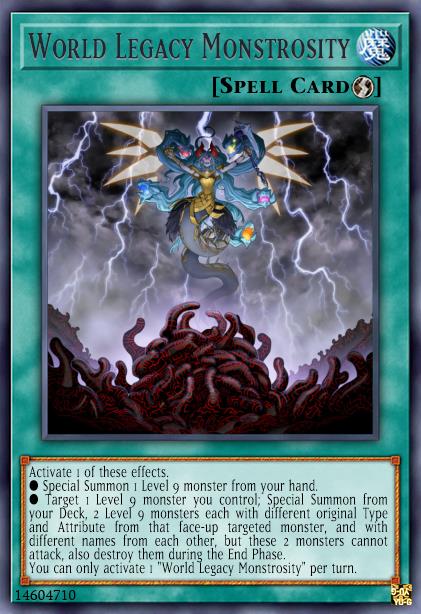 World Legacy Monstrosity 魔
[Spell Card]
Activate 1 of these effects.
● Special Summon 1 Level 9 monster from your hand.
● Target 1 Level 9 monster you control; Special Summon from
your Deck, 2 Level 9 monsters each with different original Type
and Attribute from that face-up targeted monster, and with
different names from each other, but these 2 monsters cannot
attack, also destroy them during the End Phase.
You can only activate 1 "World Legacy Monstrosity" per turn.
14604710